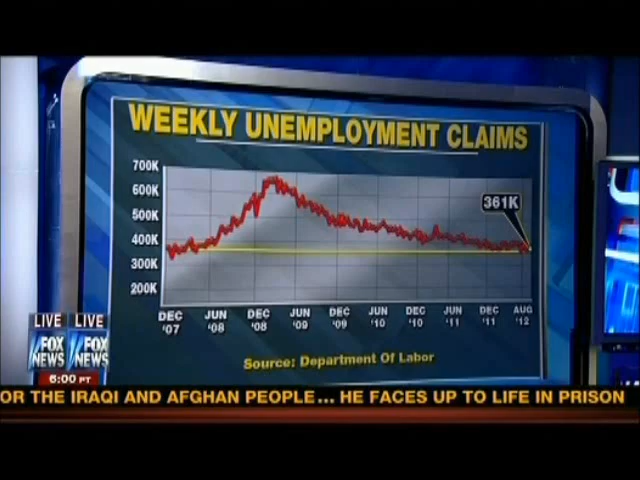 WEEKLY UNEMPLOYMENT CLAIMS
700K
600K
500K
400K
300K
200K
361K
DEC JUN DEC JUN DEC JUN DEC JUN DEC AUG
'07 '08 '08 '09 '09 '10 '10 '11 '11 '12
Source: Department Of Labor
LIVE LIVE
FOX FOX
NEWS NEWS
6:00 PT
OR THE IRAQI AND AFGHAN PEOPLE... HE FACES UP TO LIFE IN PRISON